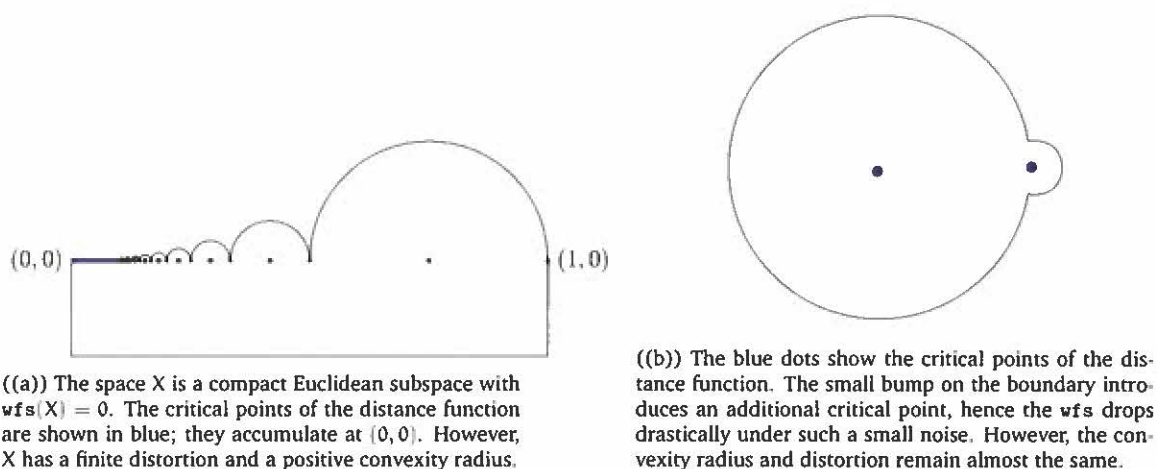 (0, 0)
(1, 0)
((a)) The space X is a compact Euclidean subspace with
wfs(X) = 0. The critical points of the distance function
are shown in blue; they accumulate at (0, 0). However,
X has a finite distortion and a positive convexity radius.
((b)) The blue dots show the critical points of the dis-
tance function. The small bump on the boundary intro-
duces an additional critical point, hence the wfs drops
drastically under such a small noise. However, the con-
vexity radius and distortion remain almost the same.